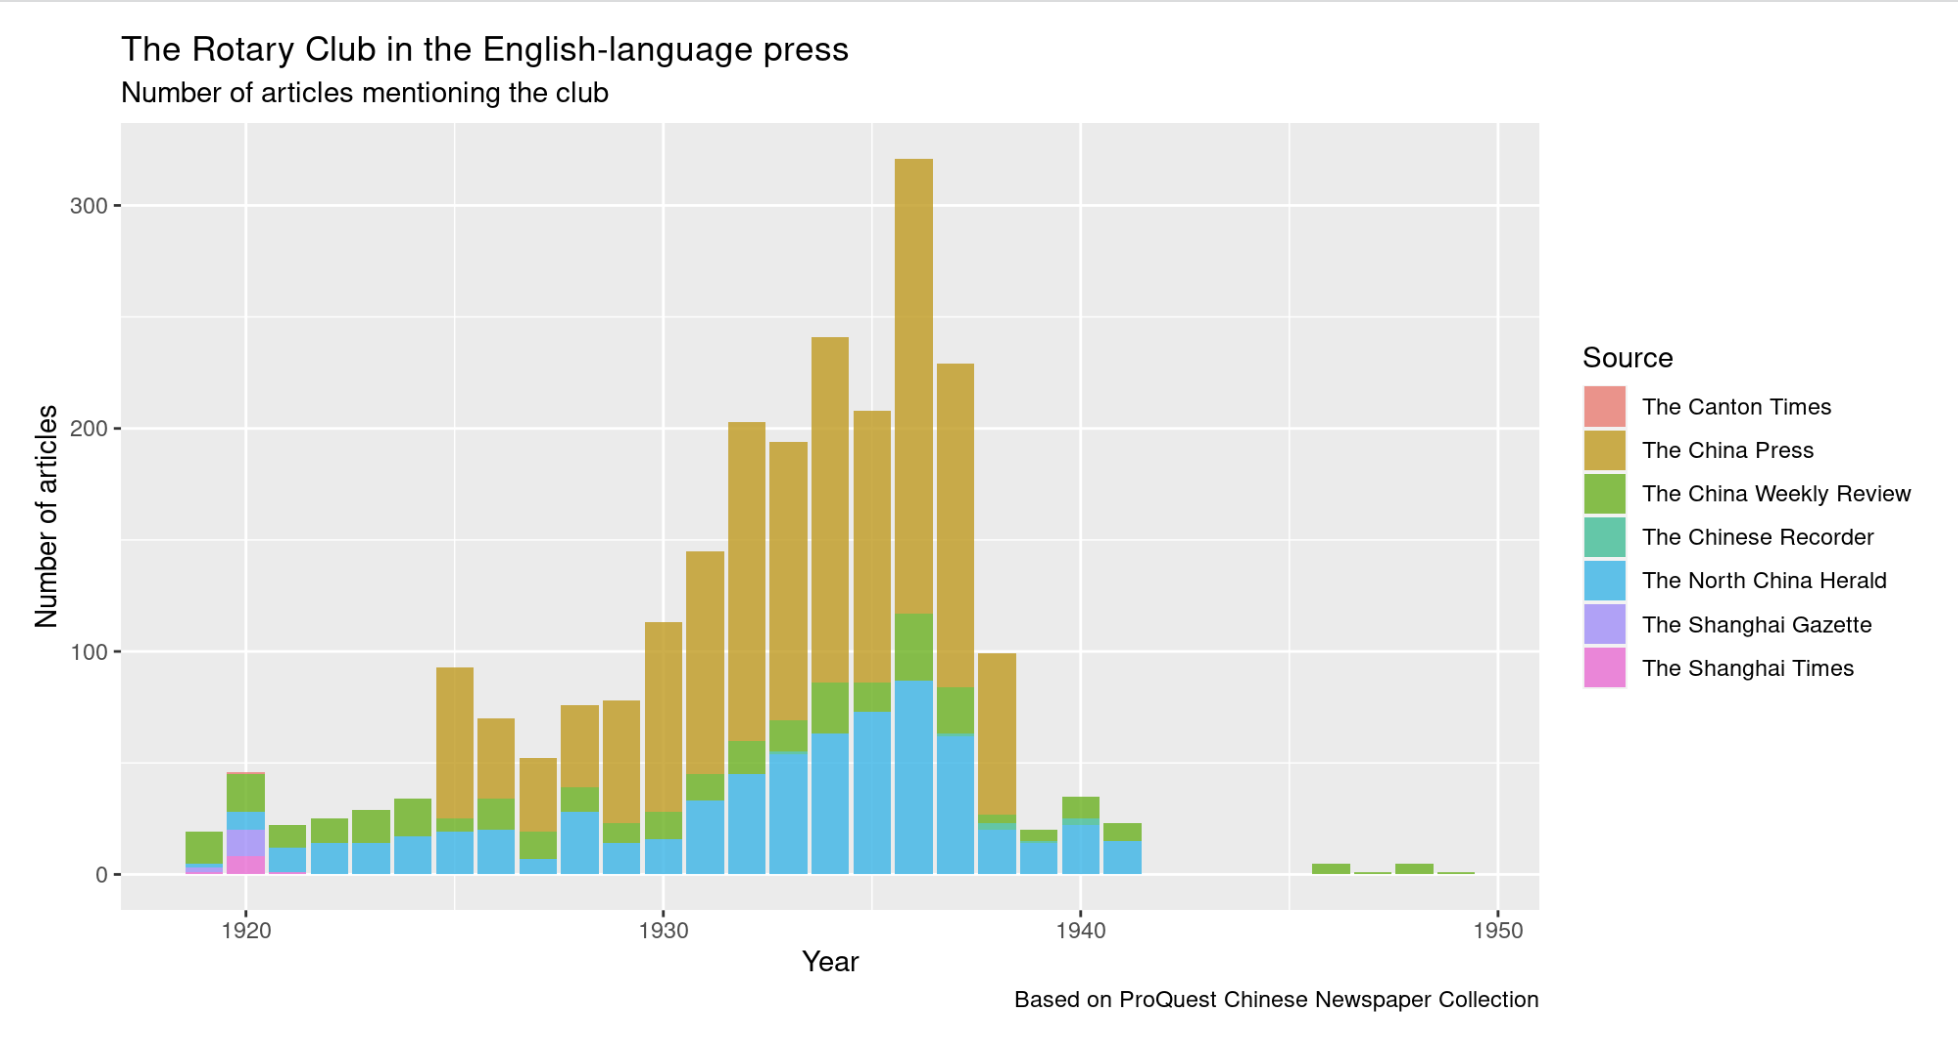 The Rotary Club in the English-language press
Number of articles mentioning the club
Number of articles
300
200
100
0
1920
1930
1940
1950
Year
Source
The Canton Times
The China Press
The China Weekly Review
The Chinese Recorder
The North China Herald
The Shanghai Gazette
The Shanghai Times
Based on ProQuest Chinese Newspaper Collection